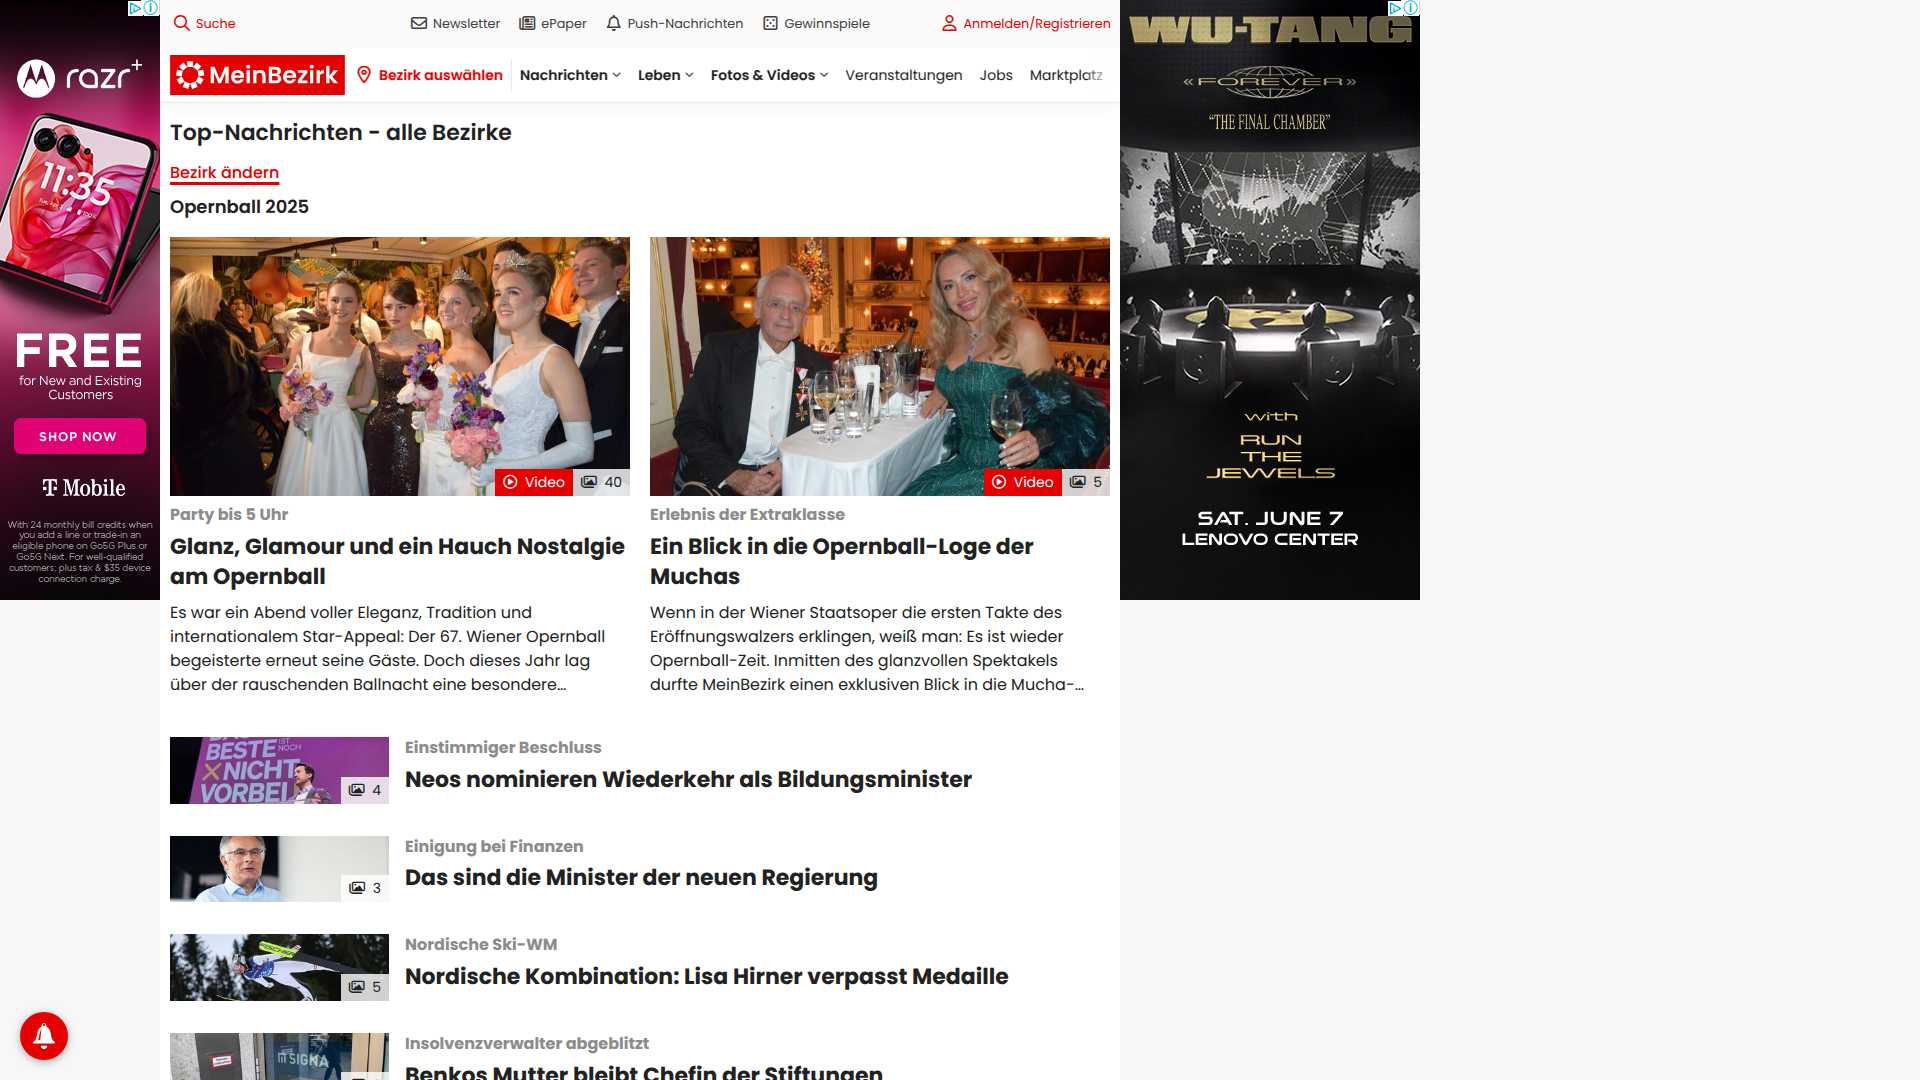 Suche
Newsletter
ePaper
Push-Nachrichten
Gewinnspiele
Anmelden/Registrieren
MeinBezirk
Bezirk auswählen
Nachrichten
Leben
Fotos & Videos
Veranstaltungen
Jobs
Marktplatz
Top-Nachrichten - alle Bezirke
Bezirk ändern
Opernball 2025
Video
40
Party bis 5 Uhr
Glanz, Glamour und ein Hauch Nostalgie
am Opernball
Es war ein Abend voller Eleganz, Tradition und
internationalem Star-Appeal: Der 67. Wiener Opernball
begeisterte erneut seine Gäste. Doch dieses Jahr lag
über der rauschenden Ballnacht eine besondere...
Video
5
Erlebnis der Extraklasse
Ein Blick in die Opernball-Loge der
Muchas
Wenn in der Wiener Staatsoper die ersten Takte des
Eröffnungswalzers erklingen, weiß man: Es ist wieder
Opernball-Zeit. Inmitten des glanzvollen Spektakels
durfte MeinBezirk einen exklusiven Blick in die Mucha-...
BESTE IST NOCH
NICHT
VORBEI
4
Einstimmiger Beschluss
Neos nominieren Wiederkehr als Bildungsminister
3
Einigung bei Finanzen
Das sind die Minister der neuen Regierung
FISCHER
5
Nordische Ski-WM
Nordische Kombination: Lisa Hirner verpasst Medaille
SIGNA
Insolvenzverwalter abgeblitzt
Benkos Mutter bleibt Chefin der Stiftungen
razr+
11:35
FREE
for New and Existing
Customers
SHOP NOW
T Mobile
With 24 monthly bill credits when
you add a line or trade-in an
eligible phone on Go5G Plus or
Go5G Next. For well-qualified
customers; plus tax & $35 device
connection charge.
WU-TANG
«FOREVER»
“THE FINAL CHAMBER”
with
RUN
THE
JEWELS
SAT. JUNE 7
LENOVO CENTER